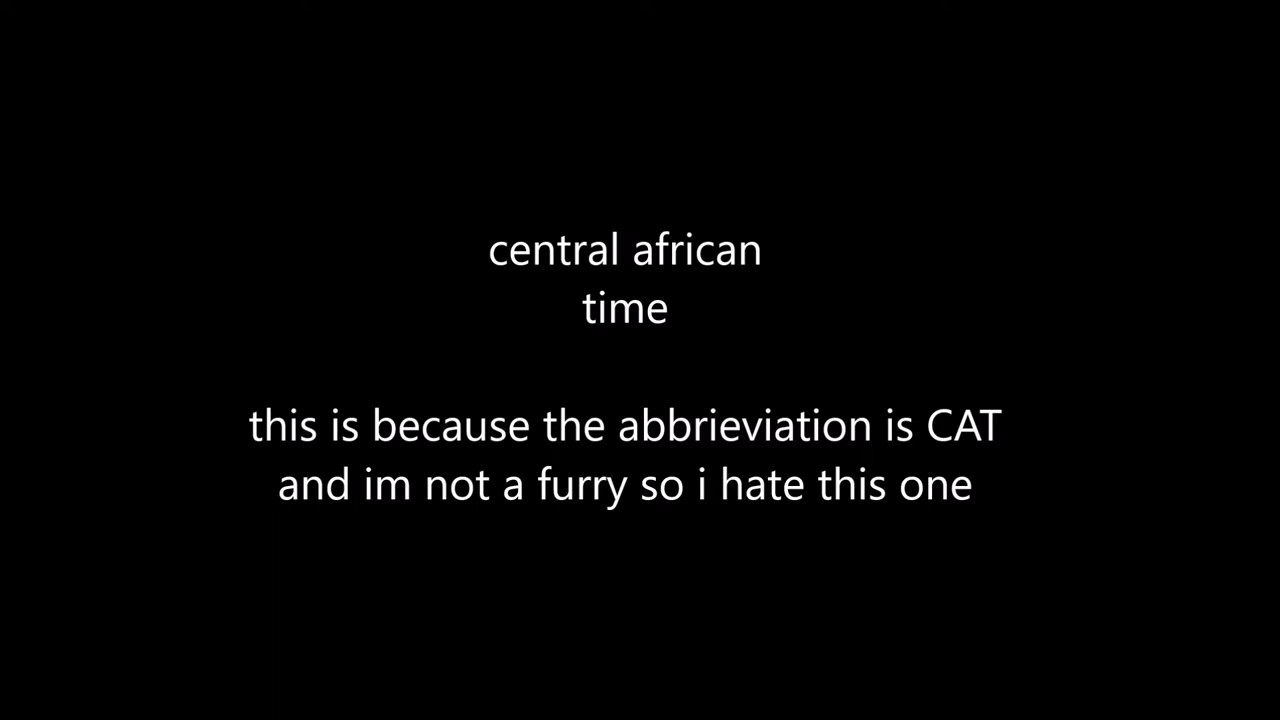 central african
time
this is because the abbrieviation is CAT
and im not a furry so i hate this one